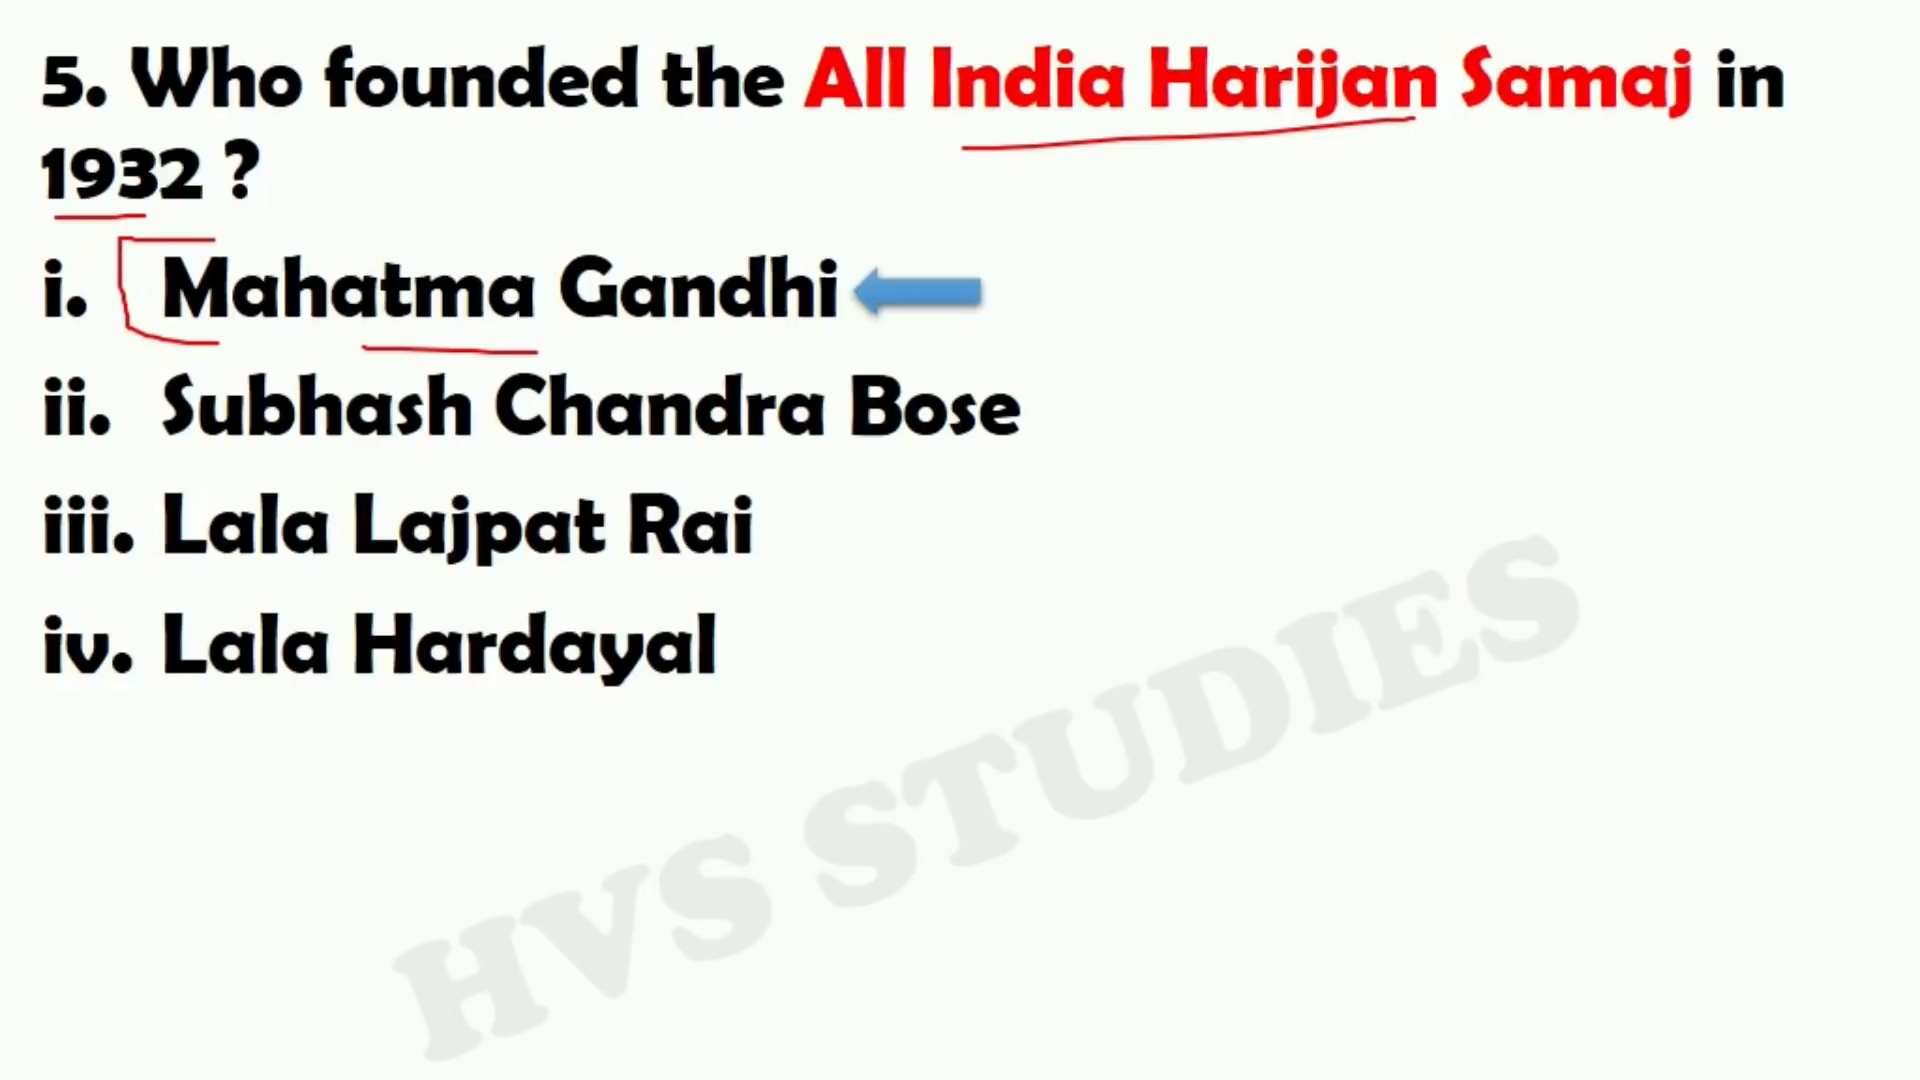 5. Who founded the All India Harijan Samaj in
1932 ?
i. Mahatma Gandhi
ii. Subhash Chandra Bose
iii. Lala Lajpat Rai
iv. Lala Hardayal
HVS STUDIES